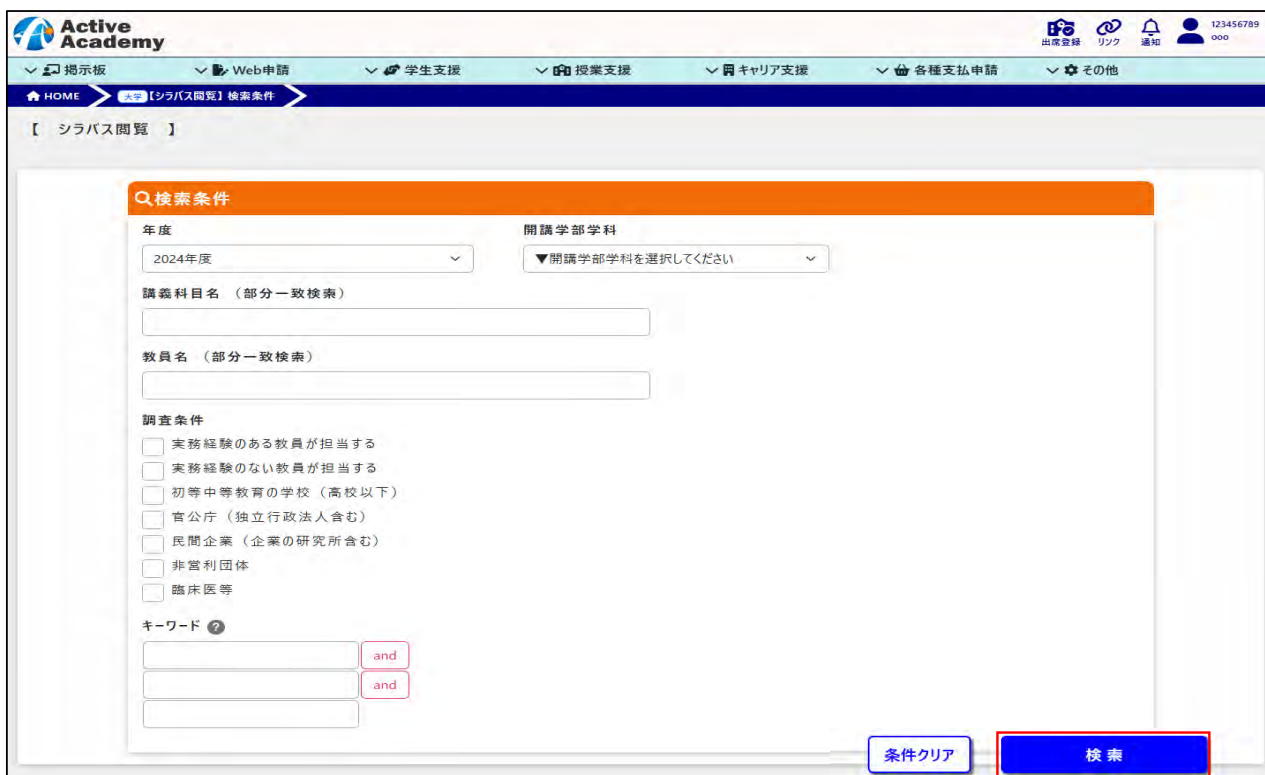 Active
Academy
出席登録 リンク 通知 123456789
ooo
掲示板 Web申請 学生支援 授業支援 キャリア支援 各種支払申請 その他
HOME 大学【シラバス閲覧】検索条件
【 シラバス閲覧 】
検索条件
年度 開講学部学科
2024年度 ▼開講学部学科を選択してください
講義科目名 (部分一致検索)
教員名 (部分一致検索)
調査条件
実務経験のある教員が担当する
実務経験のない教員が担当する
初等中等教育の学校(高校以下)
官公庁(独立行政法人含む)
民間企業(企業の研究所含む)
非営利団体
臨床医等
キーワード ?
and
and
条件クリア 検索